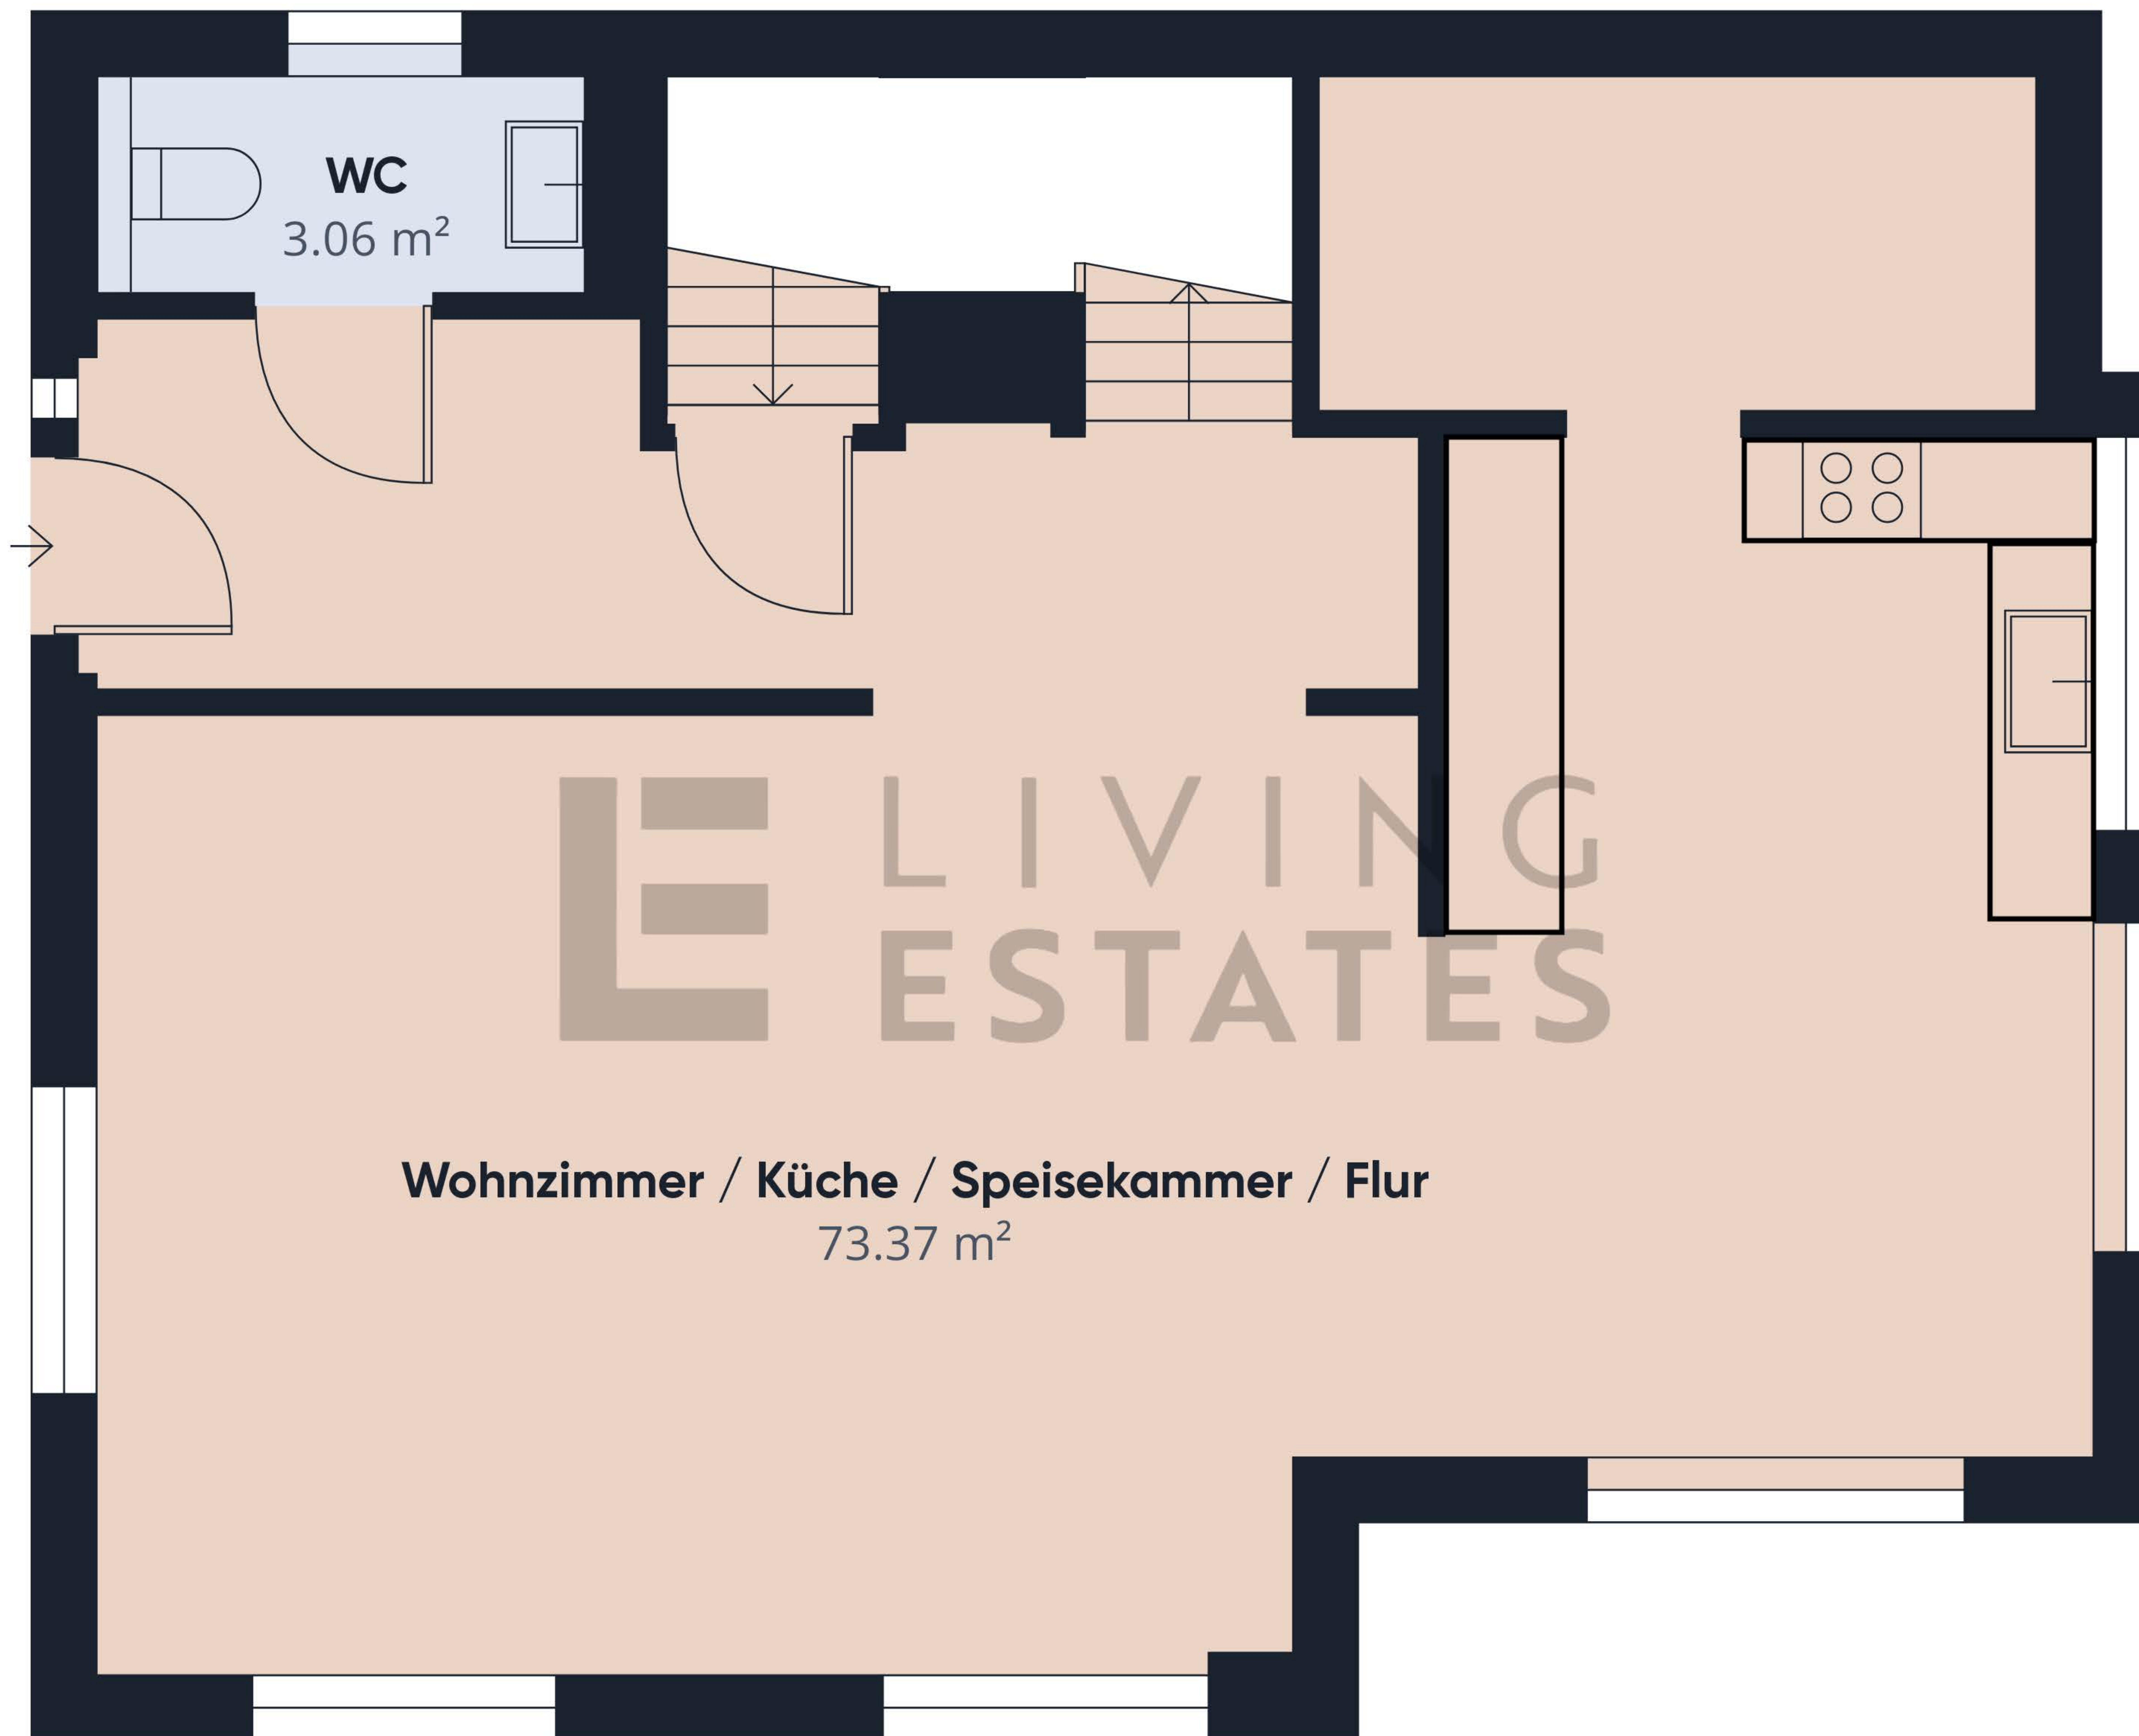 WC
3.06 m²
LIVING
ESTATES
Wohnzimmer / Küche / Speisekammer / Flur
73.37 m²